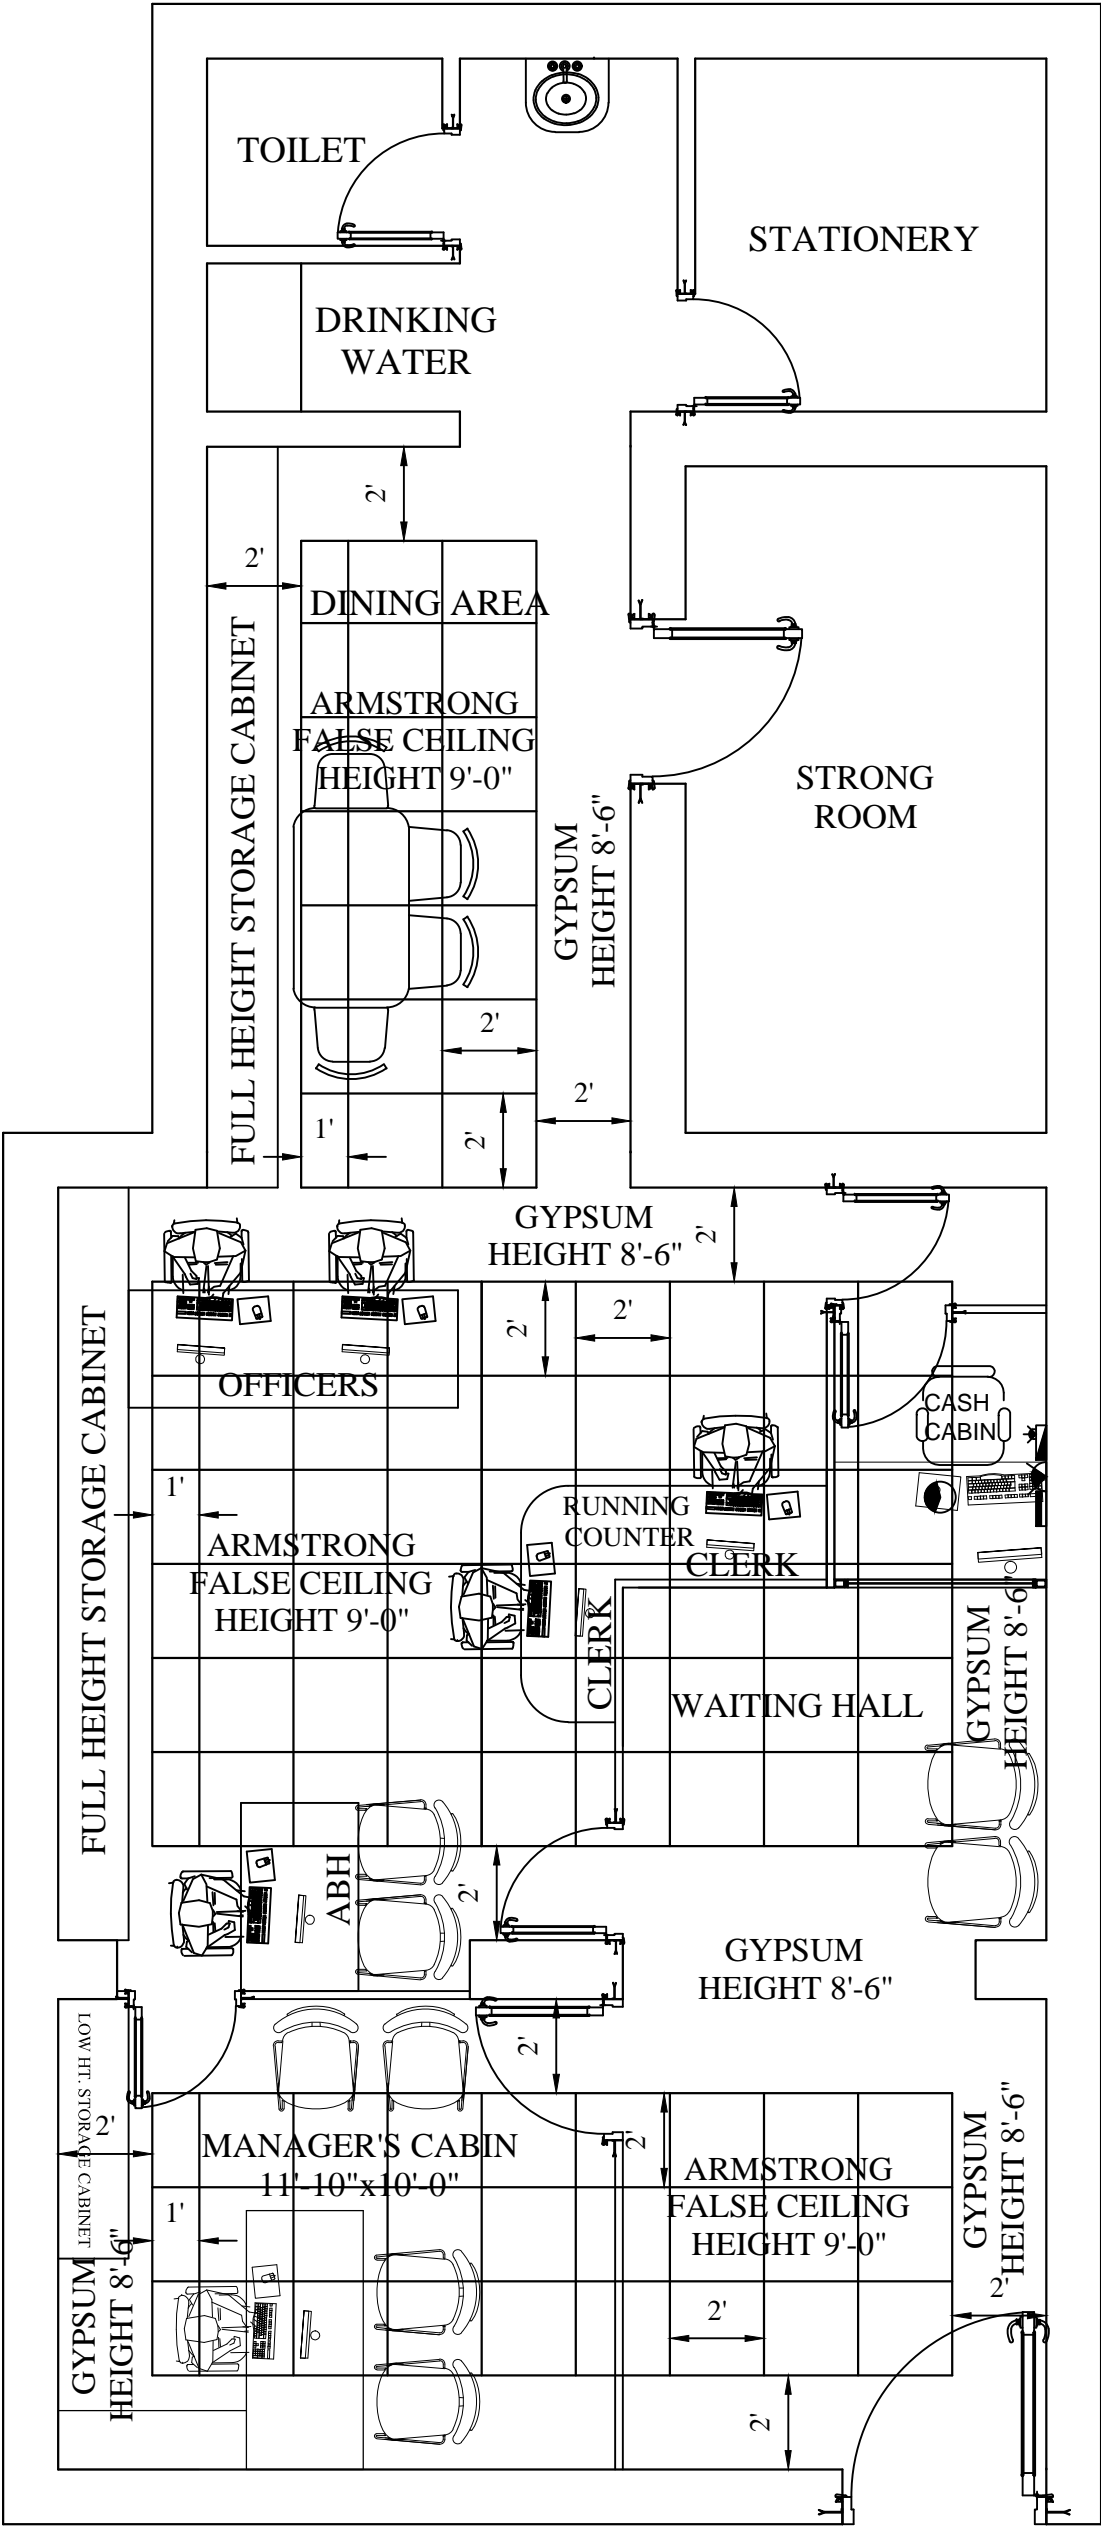 TOILET
STATIONERY
DRINKING
WATER
2'
2'
DINING AREA
FULL HEIGHT STORAGE CABINET
ARMSTRONG
FALSE CEILING
HEIGHT 9'-0"
STRONG
ROOM
GYPSUM
HEIGHT 8'-6"
2'
2'
1'
2'
GYPSUM
HEIGHT 8'-6"
2'
2'
2'
OFFICERS
CASH
CABIN
FULL HEIGHT STORAGE CABINET
1'
RUNNING
COUNTER
CLERK
ARMSTRONG
FALSE CEILING
HEIGHT 9'-0"
CLERK
GYPSUM
HEIGHT 8'-6"
WAITING HALL
ABH
2'
GYPSUM
HEIGHT 8'-6"
LOW HT. STORAGE CABINET
2'
2'
MANAGER'S CABIN
11'-10"x10'-0"
2'
ARMSTRONG
FALSE CEILING
HEIGHT 9'-0"
GYPSUM
HEIGHT 8'-6"
1'
GYPSUM
HEIGHT 8'-6"
2'
2'
2'